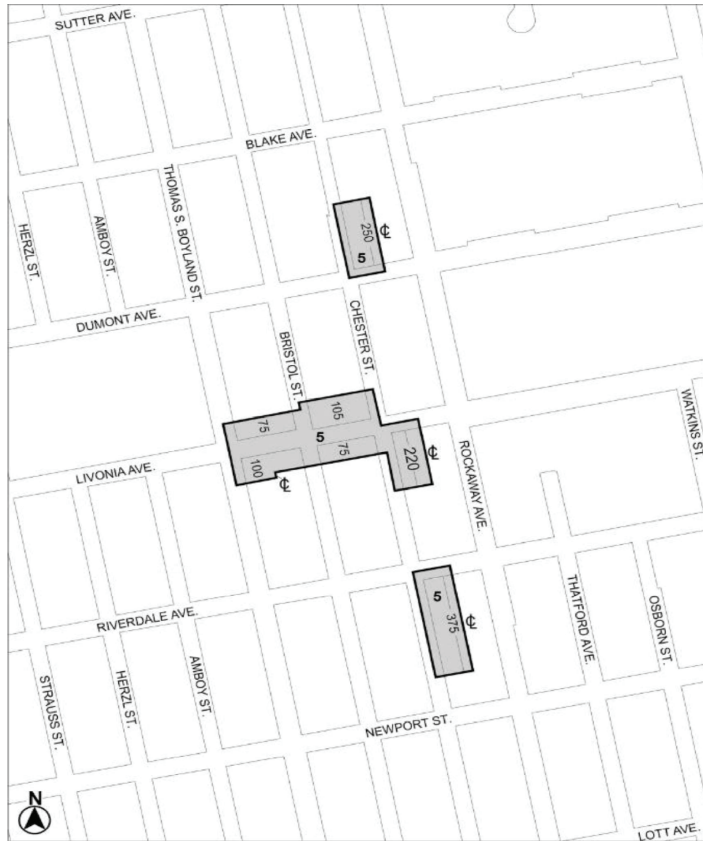 SUTTER AVE.
BLAKE AVE.
THOMAS S. BOYLAND ST.
HERZL ST.
AMBOY ST.
250
℄
5
DUMONT AVE.
BRISTOL ST.
CHESTER ST.
75
105
WATKINS ST.
5
75
220
℄
ROCKAWAY AVE.
LIVONIA AVE.
100
℄
5
375
℄
RIVERDALE AVE.
THATFORD AVE.
OSBORN ST.
STRAUSS ST.
HERZL ST.
AMBOY ST.
NEWPORT ST.
N
LOTT AVE.